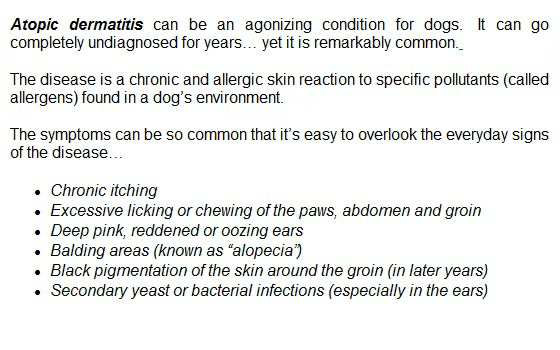 Atopic dermatitis can be an agonizing condition for dogs. It can go
completely undiagnosed for years… yet it is remarkably common.
The disease is a chronic and allergic skin reaction to specific pollutants (called
allergens) found in a dog’s environment.
The symptoms can be so common that it’s easy to overlook the everyday signs
of the disease…
• Chronic itching
• Excessive licking or chewing of the paws, abdomen and groin
• Deep pink, reddened or oozing ears
• Balding areas (known as “alopecia”)
• Black pigmentation of the skin around the groin (in later years)
• Secondary yeast or bacterial infections (especially in the ears)